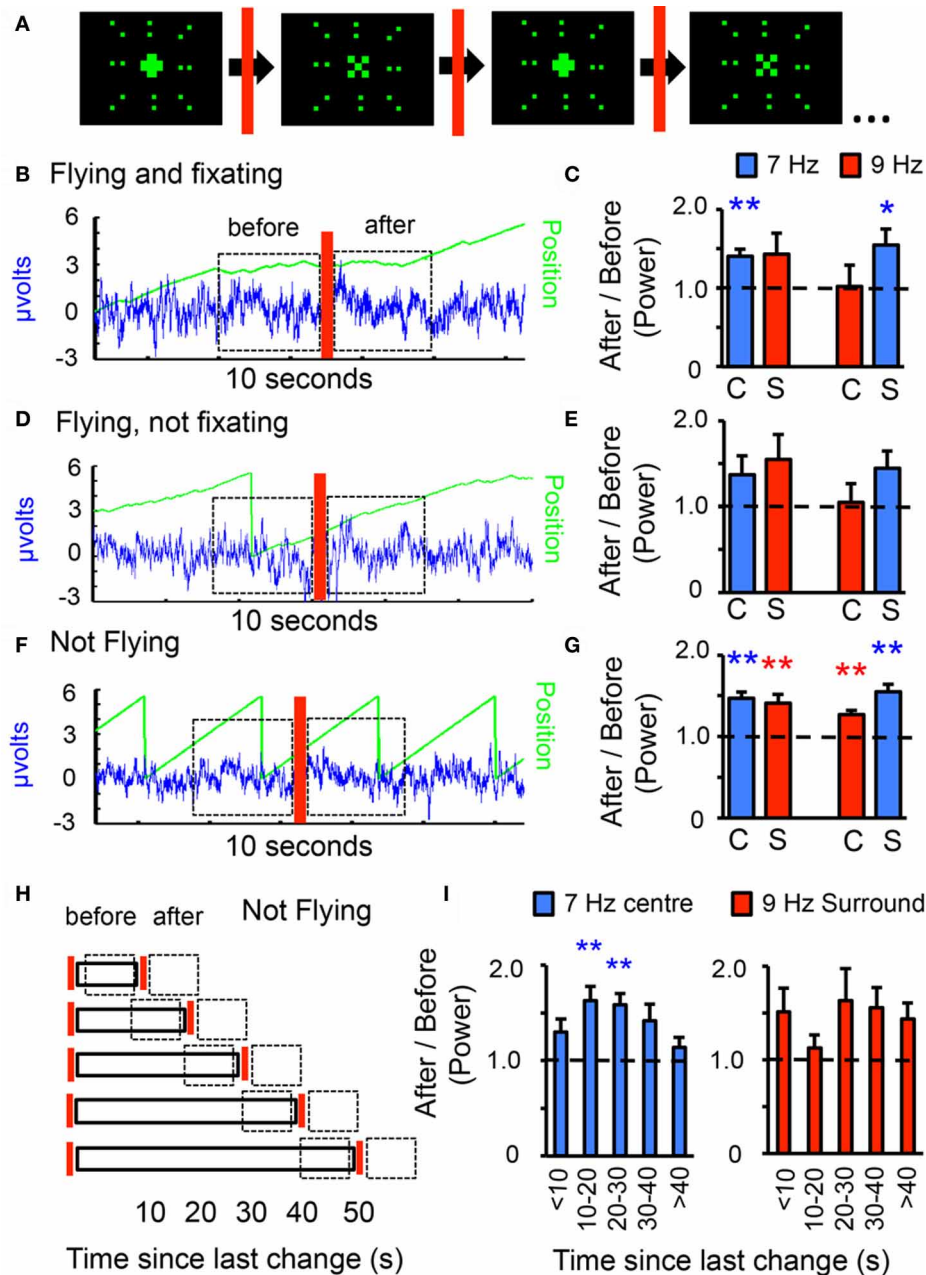 A
...
B Flying and fixating
6
3
0
-3
µvolts
before
after
Position
10 seconds
C
7 Hz
9 Hz
After / Before
(Power)
2.0
1.0
0
**
*
C S C S
D Flying, not fixating
6
3
0
-3
µvolts
Position
10 seconds
E
After / Before
(Power)
2.0
1.0
0
C S C S
F Not Flying
6
3
0
-3
µvolts
Position
10 seconds
G
After / Before
(Power)
2.0
1.0
0
** ** ** **
C S C S
H
before after Not Flying
10 20 30 40 50
Time since last change (s)
I
7 Hz centre
9 Hz Surround
After / Before
(Power)
2.0
1.0
0
** **
<10 10-20 20-30 30-40 >40
2.0
1.0
0
<10 10-20 20-30 30-40 >40
Time since last change (s)